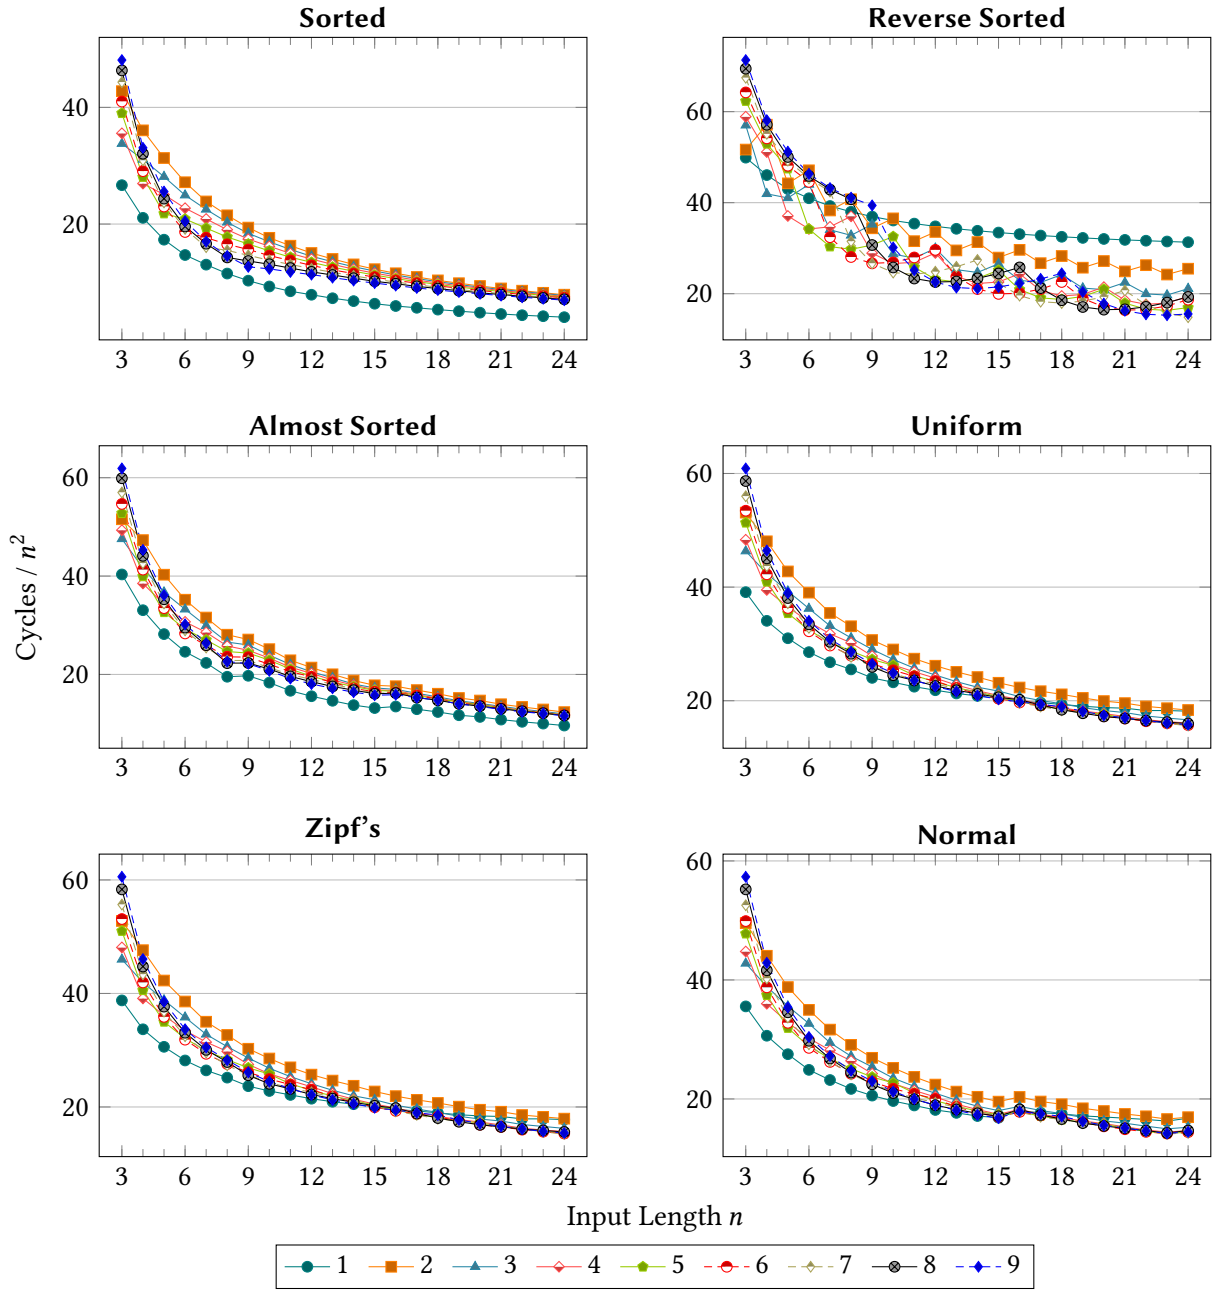 Sorted
Reverse Sorted
40
20
3 6 9 12 15 18 21 24
60
40
20
3 6 9 12 15 18 21 24
Almost Sorted
Uniform
60
40
20
3 6 9 12 15 18 21 24
60
40
20
3 6 9 12 15 18 21 24
Cycles / n²
Zipf’s
Normal
60
40
20
3 6 9 12 15 18 21 24
60
40
20
3 6 9 12 15 18 21 24
Input Length n
1 2 3 4 5 6 7 8 9